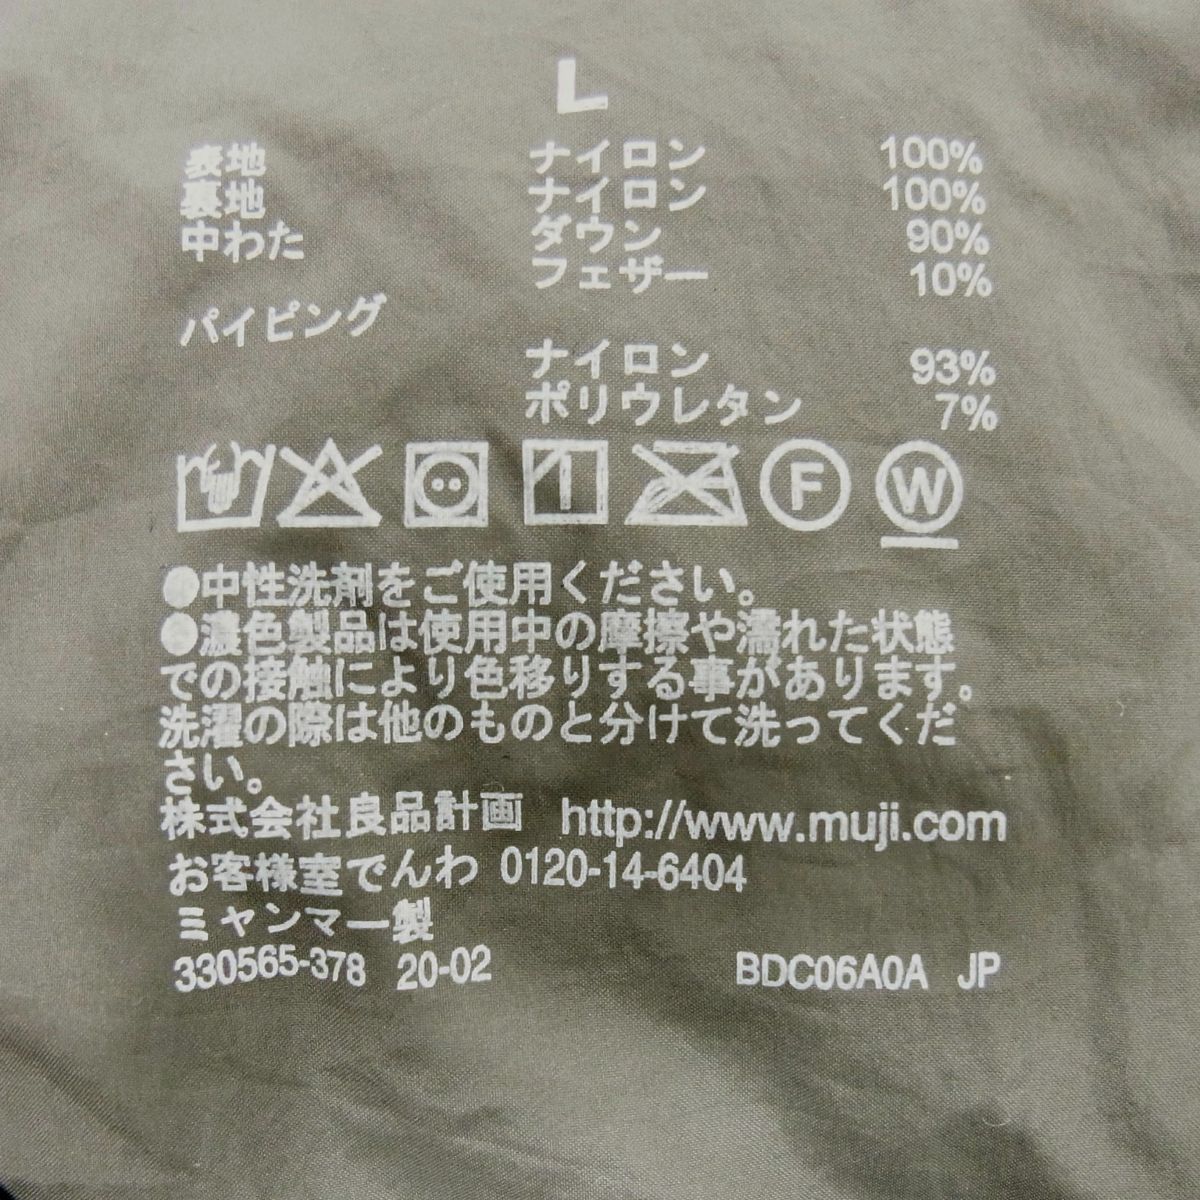 L
表地 ナイロン 100%
裏地 ナイロン 100%
中わた ダウン 90%
フェザー 10%
パイピング
ナイロン 93%
ポリウレタン 7%
F W
●中性洗剤をご使用ください。
●濃色製品は使用中の摩擦や濡れた状態
での接触により色移りする事があります。
洗濯の際は他のものと分けて洗ってくだ
さい。
株式会社良品計画 http://www.muji.com
お客様室でんわ 0120-14-6404
ミャンマー製
330565-378 20-02 BDC06A0A JP